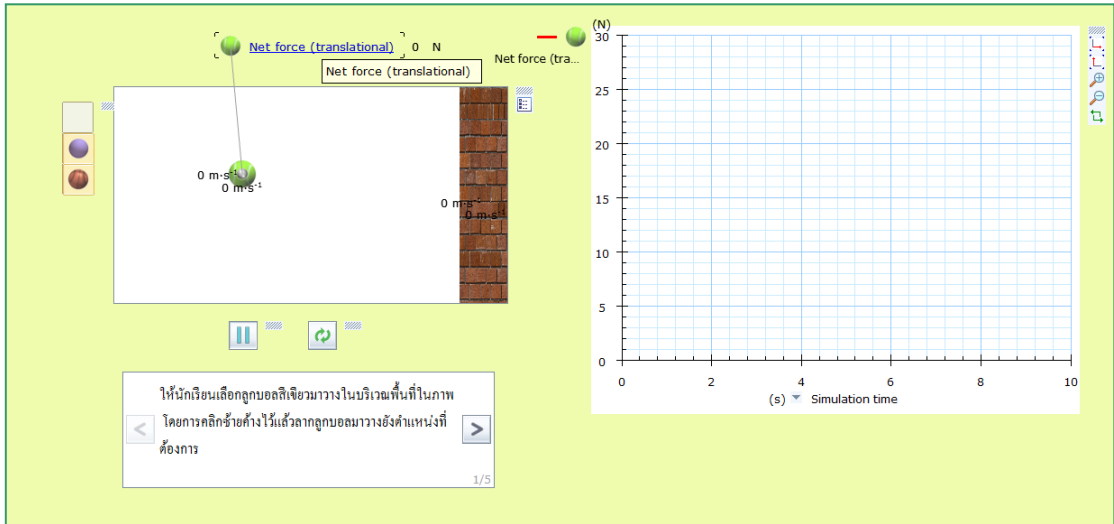 Net force (translational) 0 N
Net force (translational)
Net force (tra...
0 m·s⁻¹
0 m·s⁻¹
0 m·s⁻¹
0 m·s⁻¹
ให้นักเรียนเลือกลูกบอลสีเขียวมาวางในบริเวณพื้นที่ในภาพ
โดยการคลิกซ้ายค้างไว้แล้วลากลูกบอลมาวางยังตำแหน่งที่
ต้องการ
1/5
(N)
30
25
20
15
10
5
0
0 2 4 6 8 10
(s) Simulation time